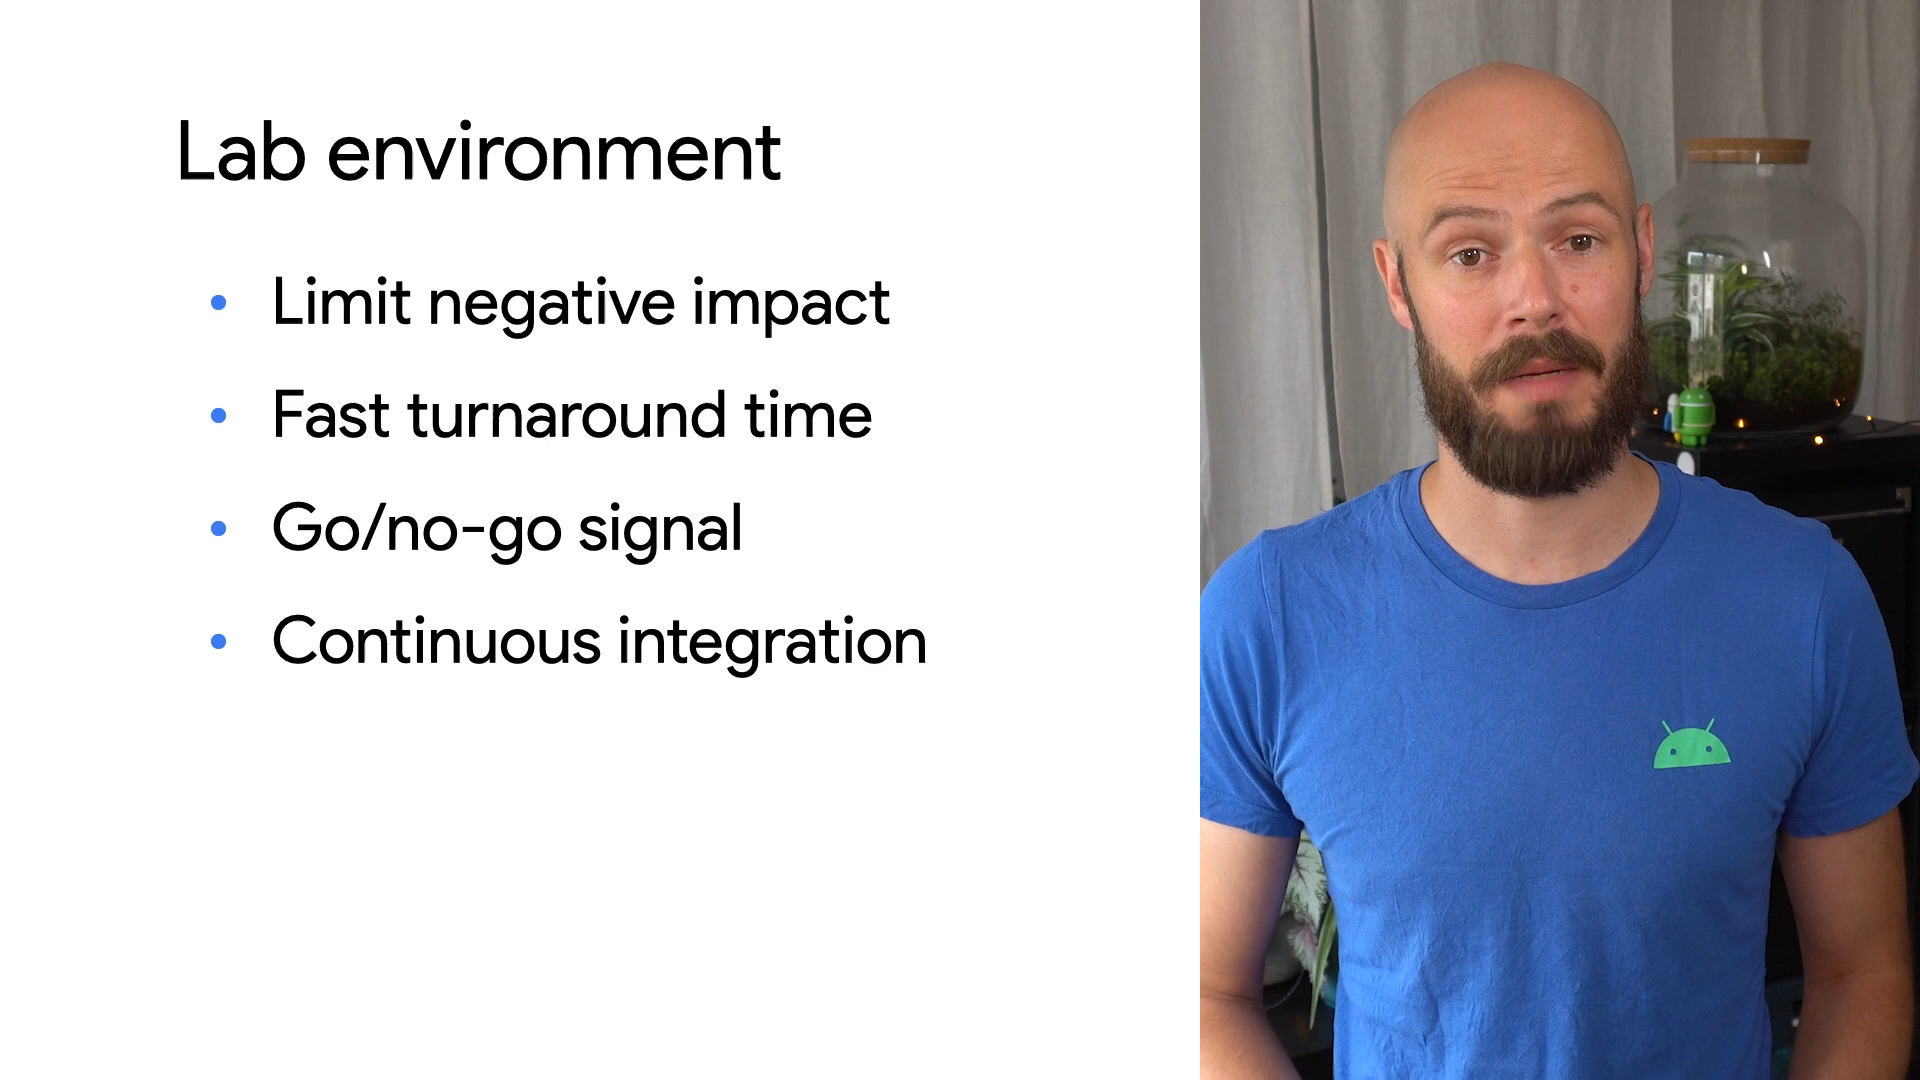 Lab environment
Limit negative impact
Fast turnaround time
Go/no-go signal
Continuous integration